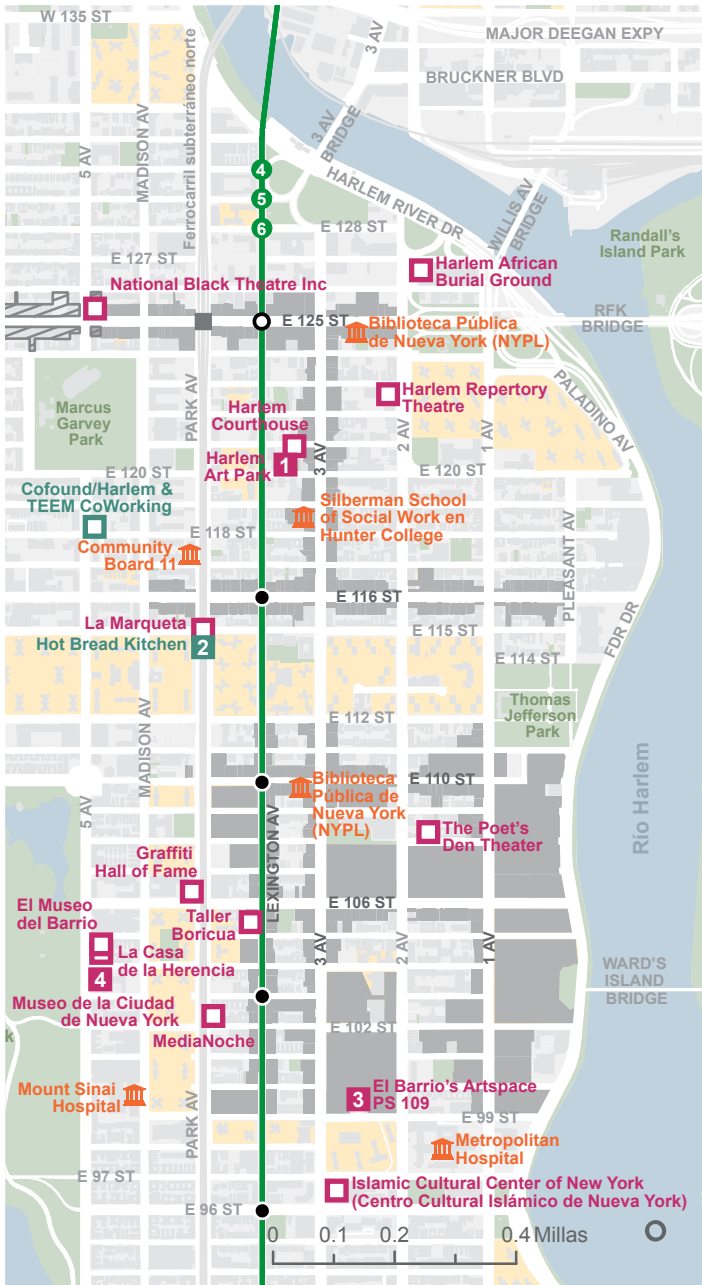 W 135 ST
MAJOR DEEGAN EXPY
3 AV
BRUCKNER BLVD
Ferrocarril subterráneo norte
MADISON AV
5 AV
3 AV
BRIDGE
4
5
6
HARLEM RIVER DR
WILLIS AV
BRIDGE
E 128 ST
Randall's
Island Park
E 127 ST
Harlem African
Burial Ground
National Black Theatre Inc
RFK
BRIDGE
E 125 ST
Biblioteca Pública
de Nueva York (NYPL)
Marcus
Garvey
Park
PARK AV
Harlem Repertory
Theatre
PALADINO AV
Harlem
Courthouse
2 AV
1 AV
3 AV
Harlem
Art Park
1
E 120 ST
E 120 ST
Cofound/Harlem &
TEEM CoWorking
Silberman School
of Social Work en
Hunter College
E 118 ST
PLEASANT AV
Community
Board 11
E 116 ST
La Marqueta
Hot Bread Kitchen
2
E 115 ST
FDR DR
E 114 ST
Thomas
Jefferson
Park
E 112 ST
MADISON AV
E 110 ST
Biblioteca
Pública de
Nueva York
(NYPL)
5 AV
Río Harlem
LEXINGTON AV
The Poet's
Den Theater
Graffiti
Hall of Fame
E 106 ST
El Museo
del Barrio
Taller
Boricua
3 AV
2 AV
1 AV
La Casa
de la Herencia
4
WARD'S
ISLAND
BRIDGE
Museo de la Ciudad
de Nueva York
E 102 ST
k
MediaNoche
Mount Sinai
Hospital
El Barrio's Artspace
PS 109
3
E 99 ST
PARK AV
Metropolitan
Hospital
E 97 ST
Islamic Cultural Center of New York
(Centro Cultural Islámico de Nueva York)
E 96 ST
0 0.1 0.2 0.4 Millas